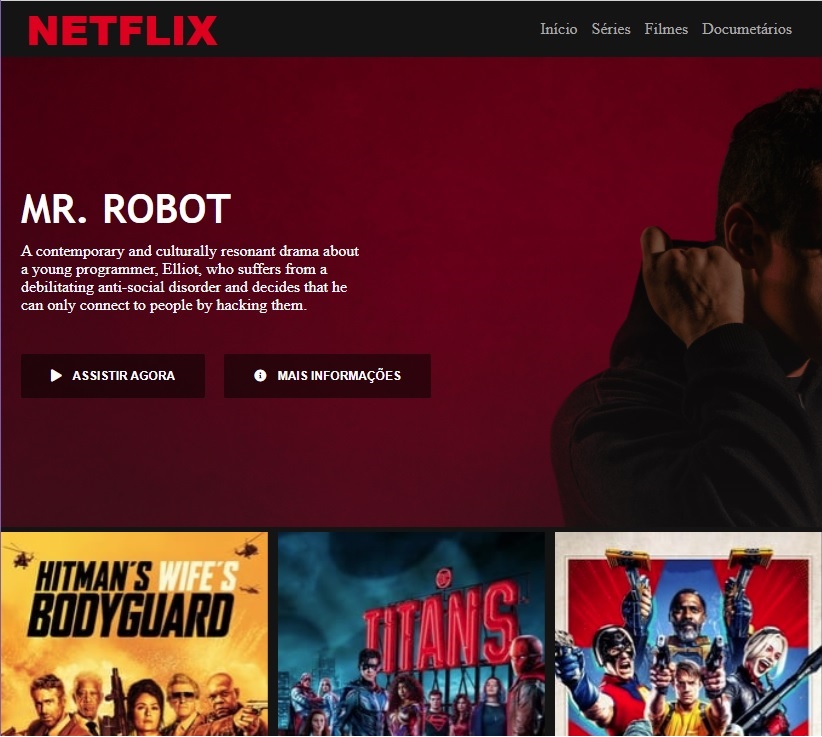 NETFLIX
Início Séries Filmes Documetários
MR. ROBOT
A contemporary and culturally resonant drama about
a young programmer, Elliot, who suffers from a
debilitating anti-social disorder and decides that he
can only connect to people by hacking them.
ASSISTIR AGORA
MAIS INFORMAÇÕES
HITMAN'S WIFE'S
BODYGUARD
TITANS